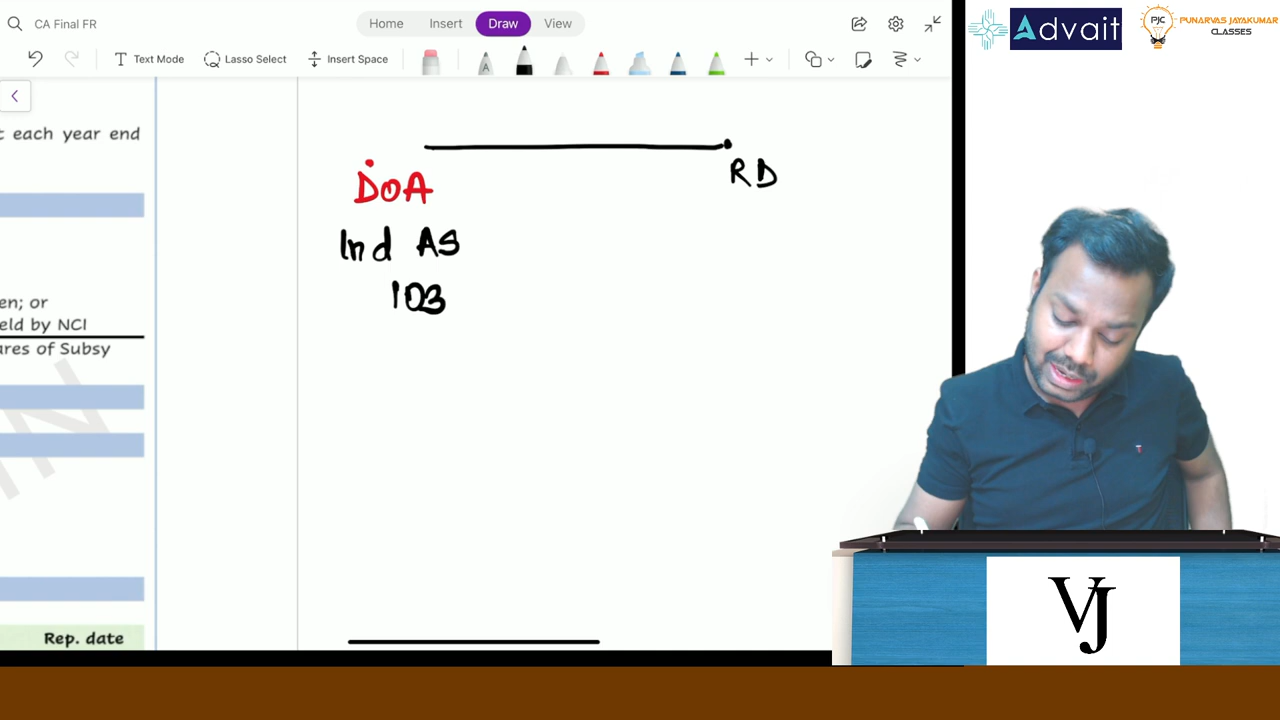 CA Final FR
Home Insert Draw View
Advait
PJC PUNARVAS JAYAKUMAR
CLASSES
Text Mode Lasso Select Insert Space
each year end
RD
DOA
Ind AS
103
en; or
eld by NCI
ares of Subsy
Rep. date
VJ